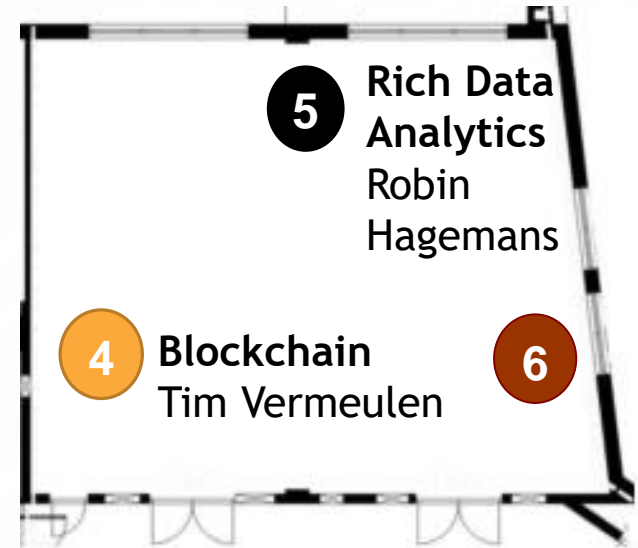 5
Rich Data
Analytics
Robin
Hagemans
4
Blockchain
Tim Vermeulen
6